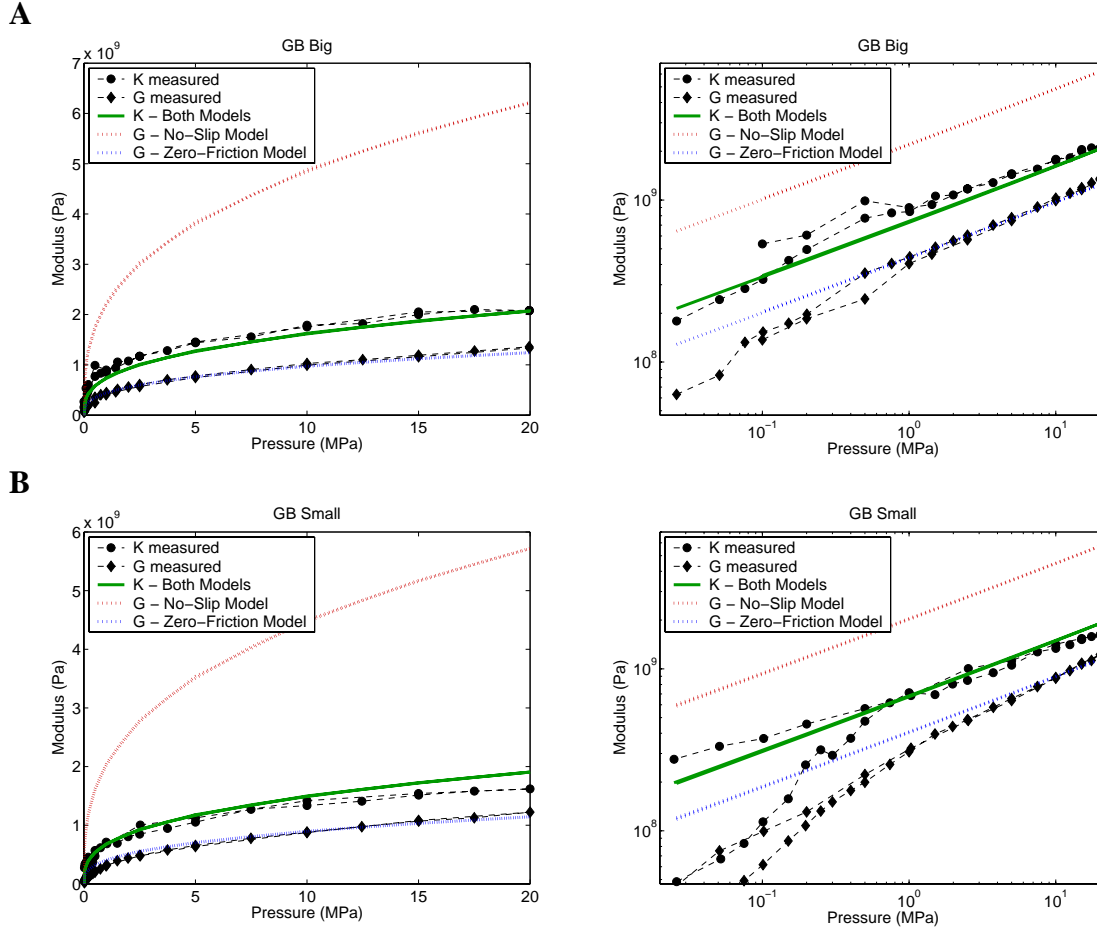 A
GB Big
x 10^9
K measured
G measured
K − Both Models
G − No−Slip Model
G − Zero−Friction Model
Modulus (Pa)
7
6
5
4
3
2
1
0
0
5
10
15
20
Pressure (MPa)
GB Big
K measured
G measured
K − Both Models
G − No−Slip Model
G − Zero−Friction Model
Modulus (Pa)
10^9
10^8
10^−1
10^0
10^1
Pressure (MPa)
B
GB Small
x 10^9
K measured
G measured
K − Both Models
G − No−Slip Model
G − Zero−Friction Model
Modulus (Pa)
6
5
4
3
2
1
0
0
5
10
15
20
Pressure (MPa)
GB Small
K measured
G measured
K − Both Models
G − No−Slip Model
G − Zero−Friction Model
Modulus (Pa)
10^9
10^8
10^−1
10^0
10^1
Pressure (MPa)